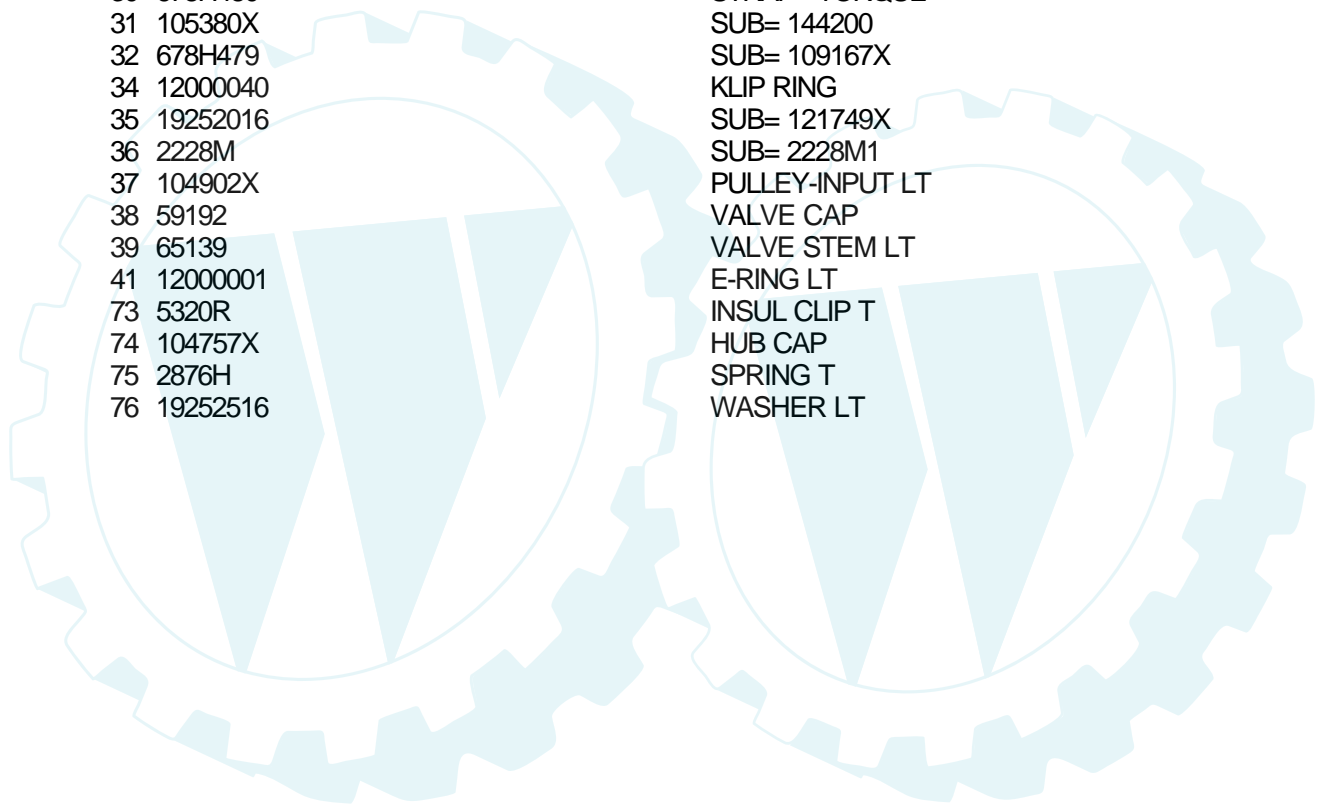 31 105380X SUB= 144200
32 678H479 SUB= 109167X
34 12000040 KLIP RING
35 19252016 SUB= 121749X
36 2228M SUB= 2228M1
37 104902X PULLEY-INPUT LT
38 59192 VALVE CAP
39 65139 VALVE STEM LT
41 12000001 E-RING LT
73 5320R INSUL CLIP T
74 104757X HUB CAP
75 2876H SPRING T
76 19252516 WASHER LT